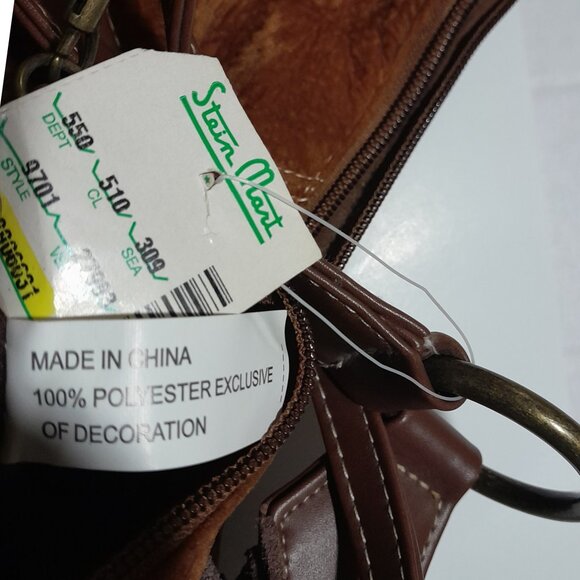 Stein Mart
550
DEPT
510
CL
309
SEA
9701
STYLE
MADE IN CHINA
100% POLYESTER EXCLUSIVE
OF DECORATION